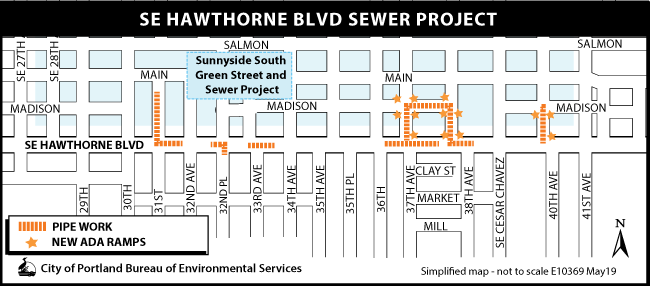 SE HAWTHORNE BLVD SEWER PROJECT
SE 27TH
SE 28TH
SALMON
SALMON
Sunnyside South
Green Street and
Sewer Project
MAIN
MAIN
MADISON
MADISON
MADISON
SE HAWTHORNE BLVD
29TH
30TH
31ST
32ND AVE
32ND PL
33RD AVE
34TH AVE
35TH AVE
35TH PL
36TH
37TH AVE
CLAY ST
MARKET
MILL
38TH AVE
SE CESAR CHAVEZ
40TH AVE
41ST AVE
PIPE WORK
NEW ADA RAMPS
N
City of Portland Bureau of Environmental Services
Simplified map - not to scale E10369 May19